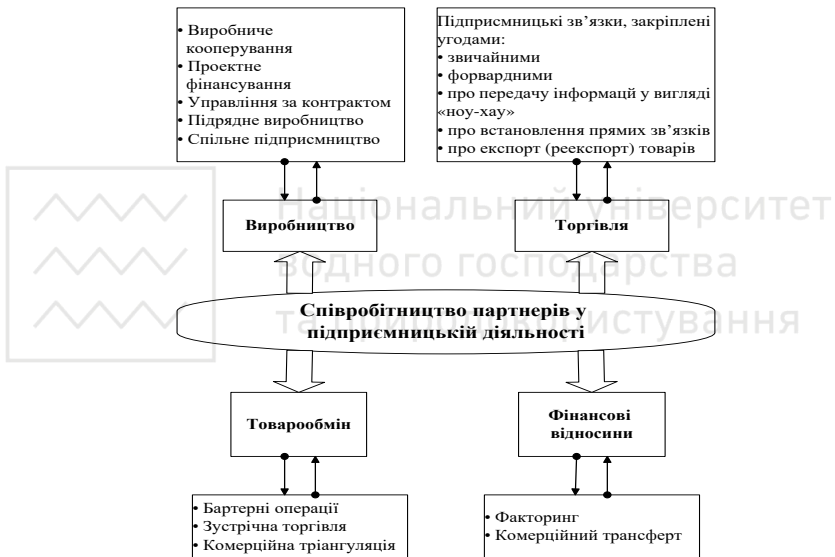 • Виробниче
кооперування
• Проектне
фінансування
• Управління за контрактом
• Підрядне виробництво
• Спільне підприємництво
Підприємницькі зв’язки, закріплені
угодами:
• звичайними
• форвардними
• про передачу інформацй у вигляді
«ноу-хау»
• про встановлення прямих зв’язків
• про експорт (реекспорт) товарів
Національний університет
водного господарства
та природокористування
Виробництво
Торгівля
Співробітництво партнерів у
підприємницькій діяльності
Товарообмін
Фінансові
відносини
• Бартерні операції
• Зустрічна торгівля
• Комерційна тріангуляція
• Факторинг
• Комерційний трансферт